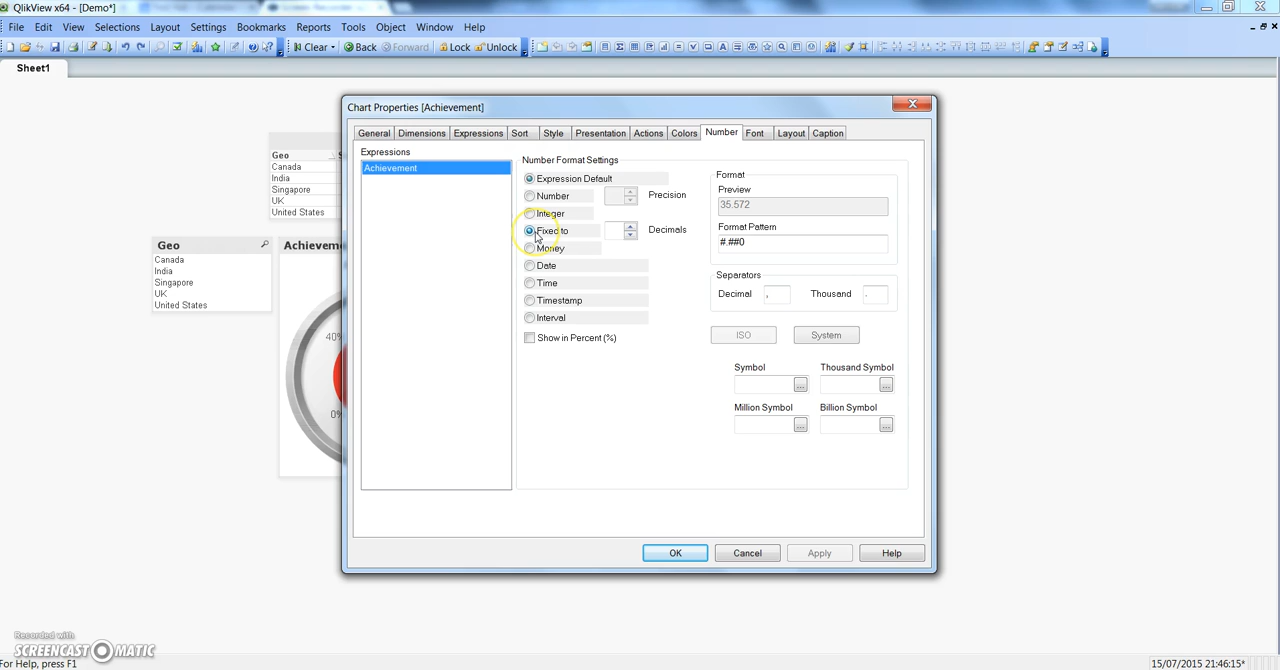 QlikView x64 - [Demo*]
File Edit View Selections Layout Settings Bookmarks Reports Tools Object Window Help
Clear Back Forward Lock Unlock
Sheet1
Chart Properties [Achievement]
General Dimensions Expressions Sort Style Presentation Actions Colors Number Font Layout Caption
Expressions
Achievement
Number Format Settings
Expression Default
Number
Precision
Integer
Fixed to
Decimals
Money
Date
Time
Timestamp
Interval
Show in Percent (%)
Format
Preview
35.572
Format Pattern
#.##0
Separators
Decimal , Thousand .
ISO System
Symbol Thousand Symbol
... ...
Million Symbol Billion Symbol
... ...
OK Cancel Apply Help
Geo
Canada
India
Singapore
UK
United States
Geo
Canada
India
Singapore
UK
United States
Achievem
40%
0%
Recorded with
SCREENCAST MATIC
For Help, press F1
15/07/2015 21:46:15*